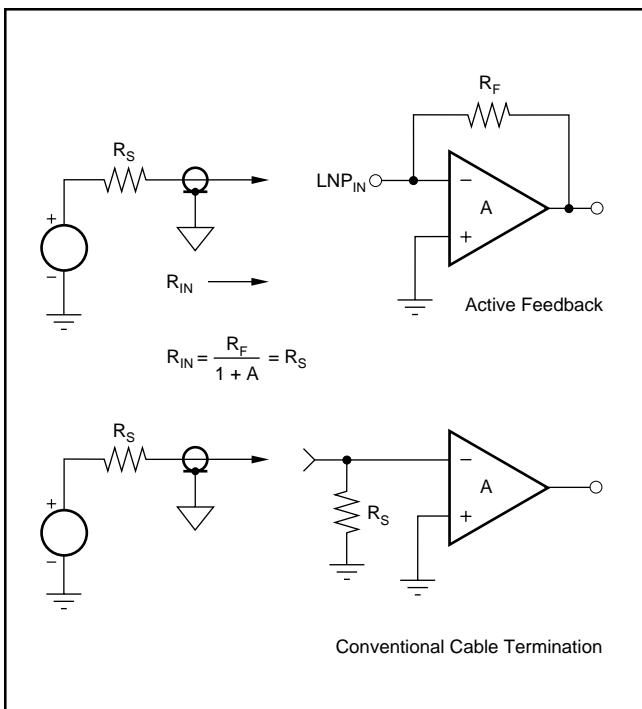 R_F
R_S
LNP_IN
−
A
+
+
−
R_IN
Active Feedback
R_IN = R_F / (1 + A) = R_S
R_S
−
A
+
R_S
+
−
Conventional Cable Termination